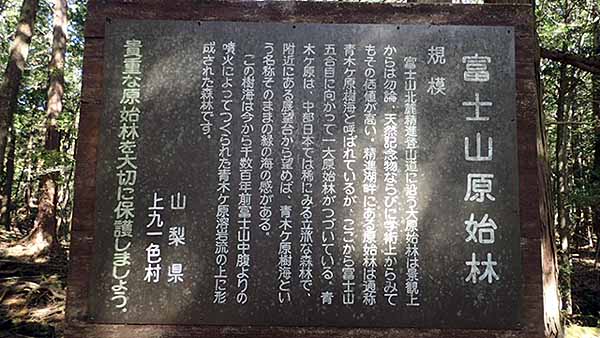 富士山原始林
規模
富士山北麓精進登山道に沿う大原始林は景観上
からは勿論、天然記念物ならびに学術上からみて
もその価値が高い。精進湖畔にある原始林は通称
青木ケ原樹海と呼ばれているが、ここから富士山
五合目に向かって一大原始林がつづいている。青
木ケ原は、中部日本では稀にみる立派な森林で、
附近にある展望台から望めば、青木ケ原樹海とい
う名称そのままの緑の海の感がある。
この樹海は今から千数百年前富士山中腹よりの
噴火によってつくられた青木ケ原溶岩流の上に形
成された森林です。
山梨県
上九一色村
貴重な原始林を大切に保護しましょう。